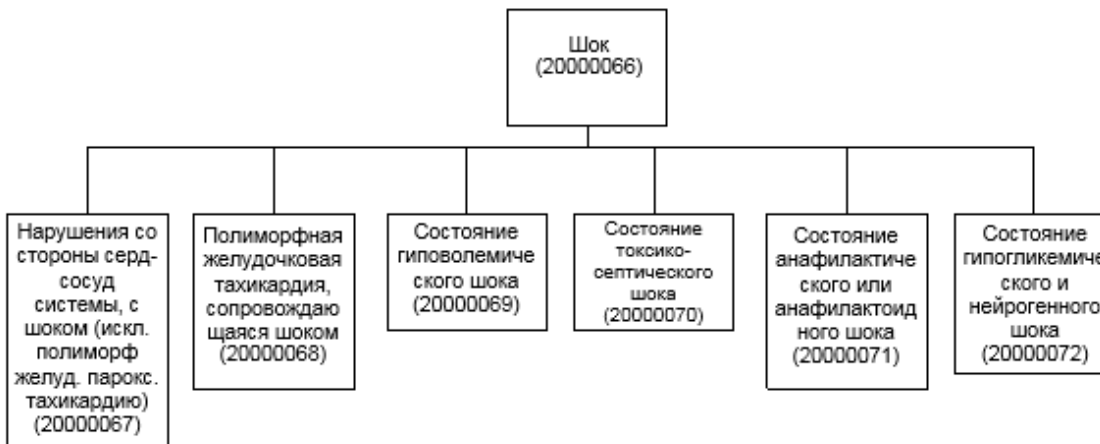 Шок
(20000066)
Нарушения со
стороны серд-
сосуд
системы, с
шоком (искл.
полиморф
желуд. парокс.
тахикардию)
(20000067)
Полиморфная
желудочковая
тахикардия,
сопровождаю
щаяся шоком
(20000068)
Состояние
гиповолемиче
ского шока
(20000069)
Состояние
токсико-
септического
шока
(20000070)
Состояние
анафилактиче
ского или
анафилактоид
ного шока
(20000071)
Состояние
гипогликемиче
ского и
нейрогенного
шока
(20000072)